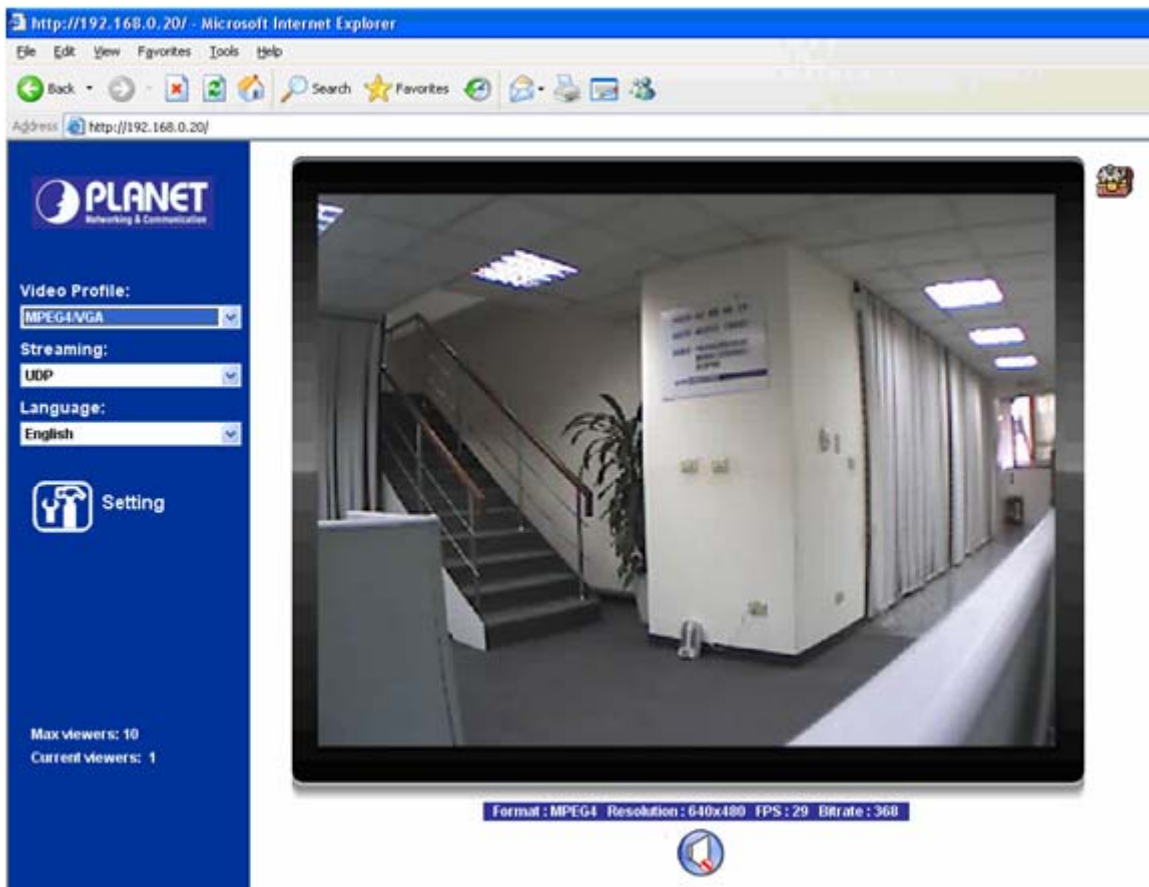 http://192.168.0.20/ - Microsoft Internet Explorer
File Edit View Favorites Tools Help
Back Search Favorites
Address http://192.168.0.20/
PLANET
Networking & Communication
Video Profile:
MPEG4/VGA
Streaming:
UDP
Language:
English
Setting
Max viewers: 10
Current viewers: 1
Format : MPEG4 Resolution : 640x480 FPS : 29 Bitrate : 368